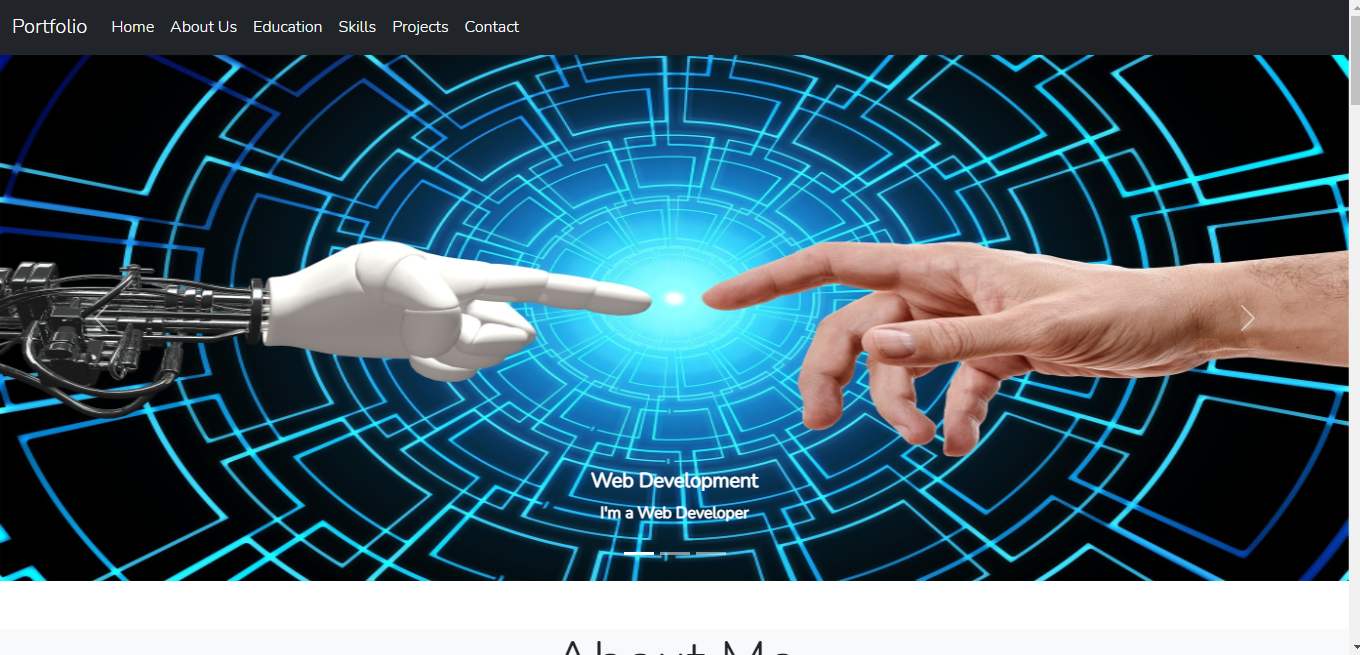 Portfolio Home About Us Education Skills Projects Contact
Web Development
I'm a Web Developer
About Me